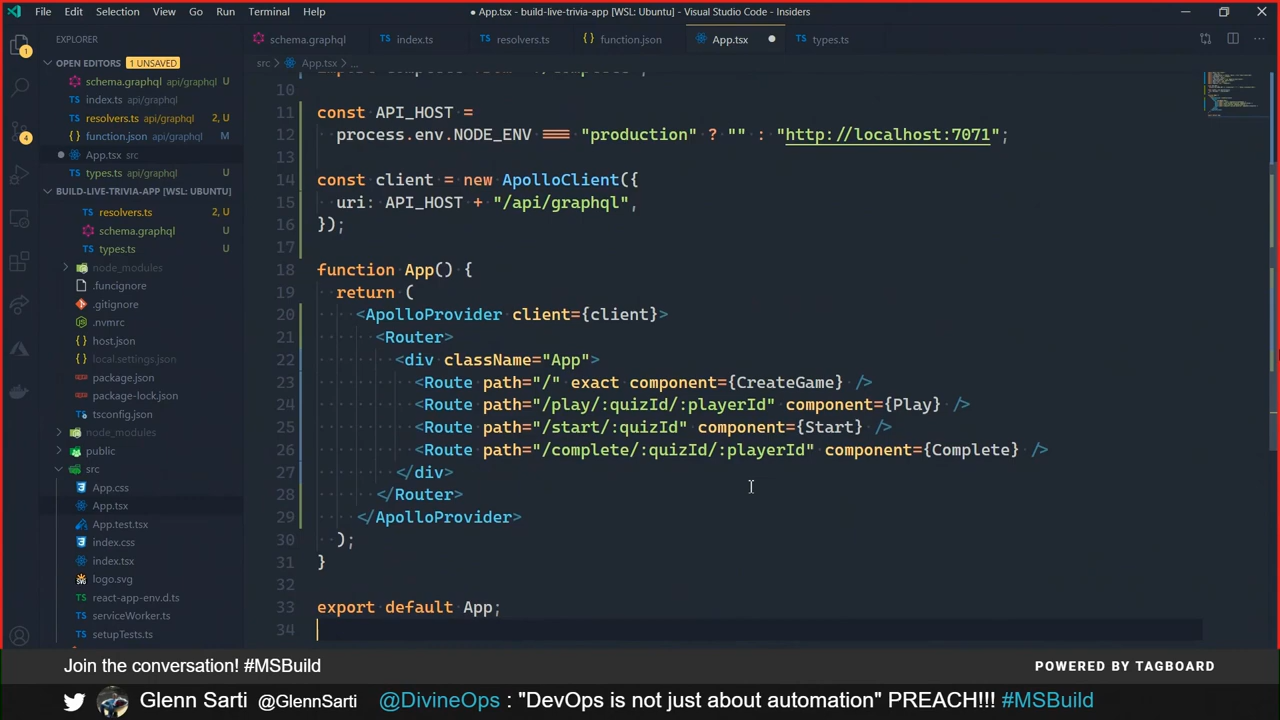 File Edit Selection View Go Run Terminal Help
● App.tsx - build-live-trivia-app [WSL: Ubuntu] - Visual Studio Code - Insiders
EXPLORER
OPEN EDITORS 1 UNSAVED
schema.graphql api/graphql U
index.ts api/graphql
resolvers.ts api/graphql 2, U
function.json api/graphql M
App.tsx src
types.ts api/graphql U
BUILD-LIVE-TRIVIA-APP [WSL: UBUNTU]
resolvers.ts 2, U
schema.graphql U
types.ts U
node_modules
.funcignore
.gitignore
.nvmrc
host.json
local.settings.json
package.json
package-lock.json
tsconfig.json
node_modules
public
src
App.css
App.tsx
App.test.tsx
index.css
index.tsx
logo.svg
react-app-env.d.ts
serviceWorker.ts
setupTests.ts
1
4
schema.graphql index.ts resolvers.ts function.json App.tsx types.ts
src > App.tsx > ...
10
11 const API_HOST =
12 process.env.NODE_ENV === "production" ? "" : "http://localhost:7071";
13
14 const client = new ApolloClient({
15 uri: API_HOST + "/api/graphql",
16 });
17
18 function App() {
19 return (
20 <ApolloProvider client={client}>
21 <Router>
22 <div className="App">
23 <Route path="/" exact component={CreateGame} />
24 <Route path="/play/:quizId/:playerId" component={Play} />
25 <Route path="/start/:quizId" component={Start} />
26 <Route path="/complete/:quizId/:playerId" component={Complete} />
27 </div>
28 </Router>
29 </ApolloProvider>
30 );
31 }
32
33 export default App;
34
Join the conversation! #MSBuild
POWERED BY TAGBOARD
Glenn Sarti @GlennSarti @DivineOps : "DevOps is not just about automation" PREACH!!! #MSBuild